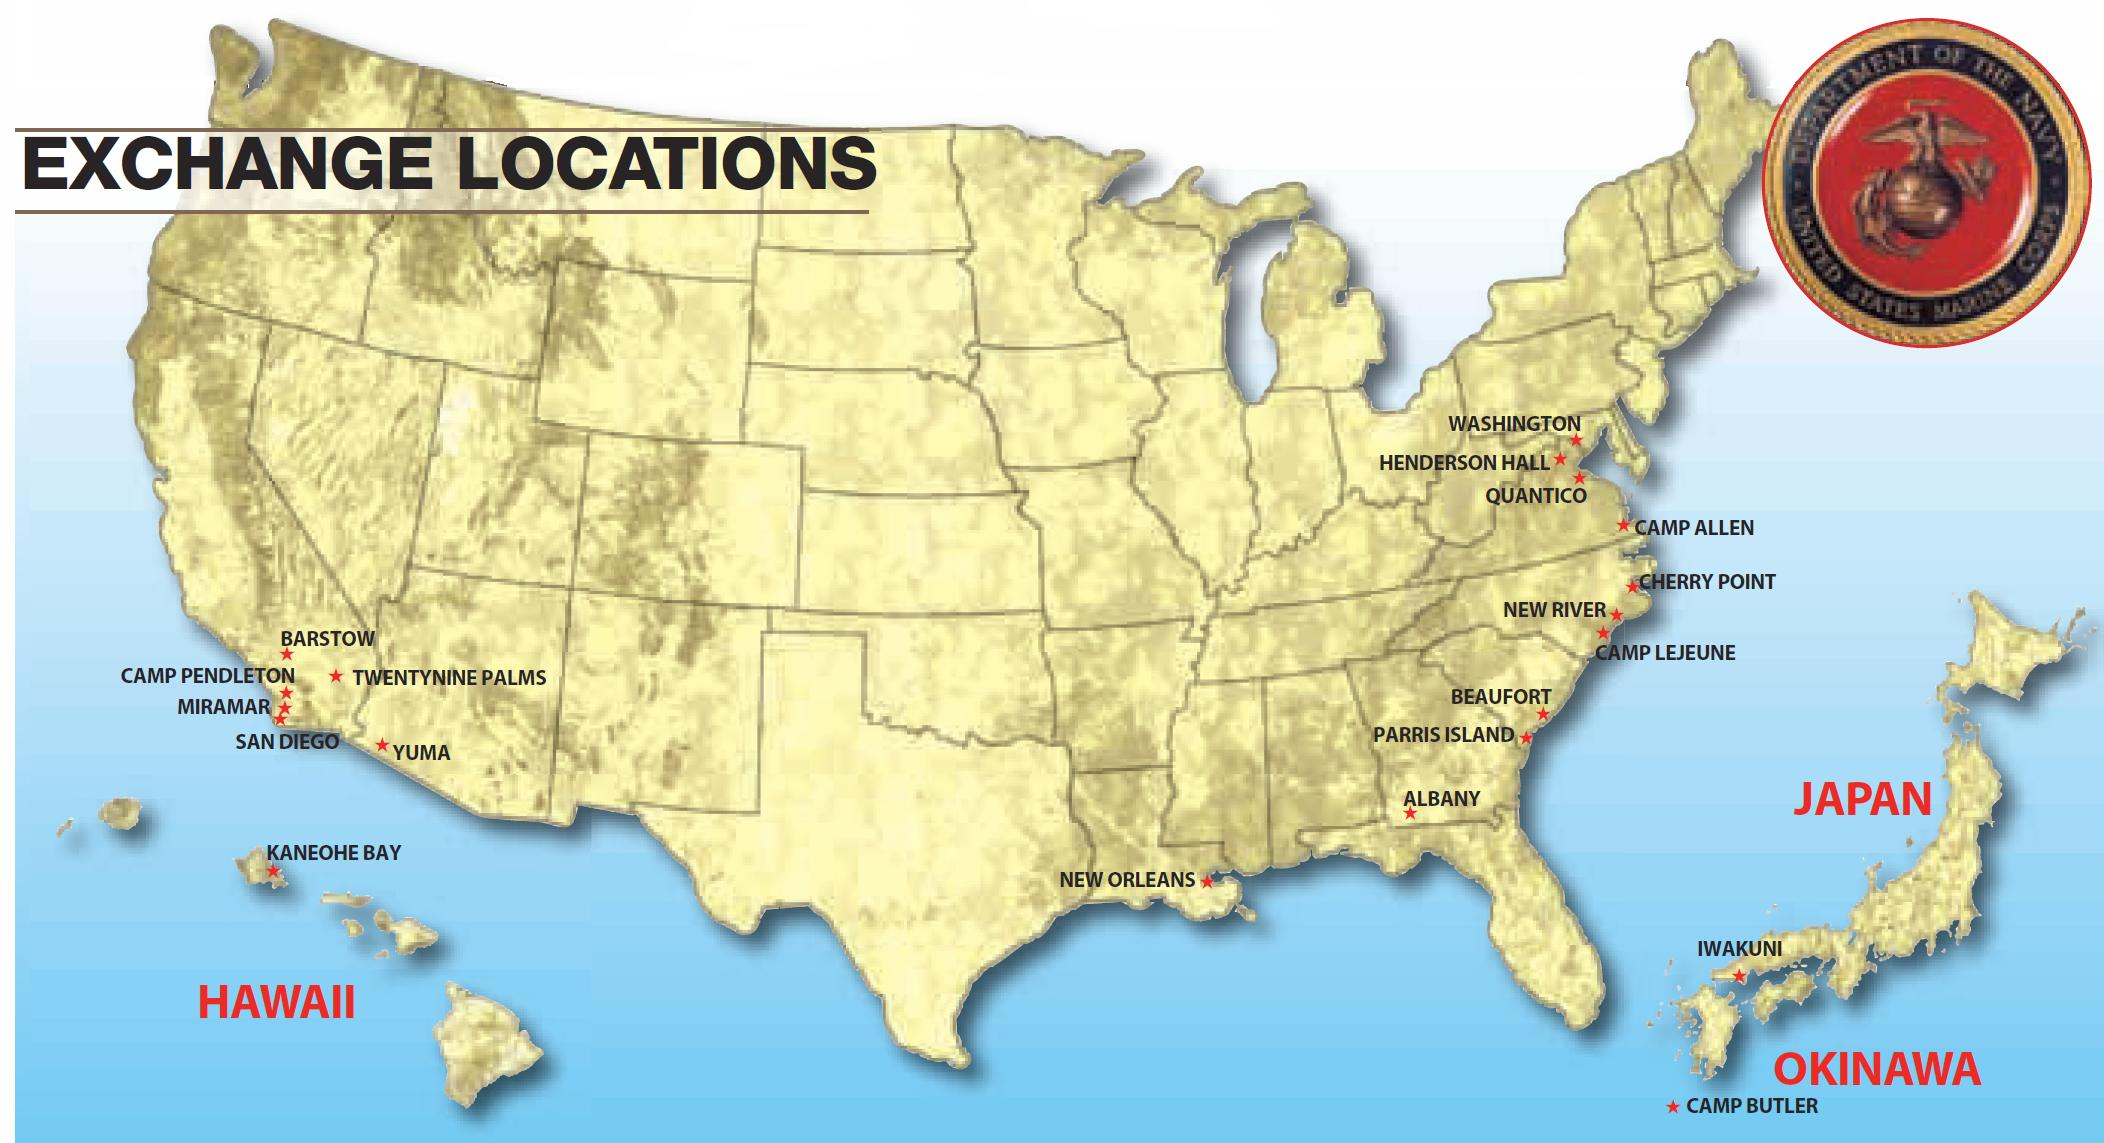 EXCHANGE LOCATIONS
DEPARTMENT OF THE NAVY
UNITED STATES MARINE CORPS
WASHINGTON
HENDERSON HALL
QUANTICO
CAMP ALLEN
CHERRY POINT
NEW RIVER
CAMP LEJEUNE
BARSTOW
CAMP PENDLETON
TWENTYNINE PALMS
MIRAMAR
SAN DIEGO
YUMA
BEAUFORT
PARRIS ISLAND
ALBANY
NEW ORLEANS
KANEOHE BAY
HAWAII
JAPAN
IWAKUNI
OKINAWA
CAMP BUTLER